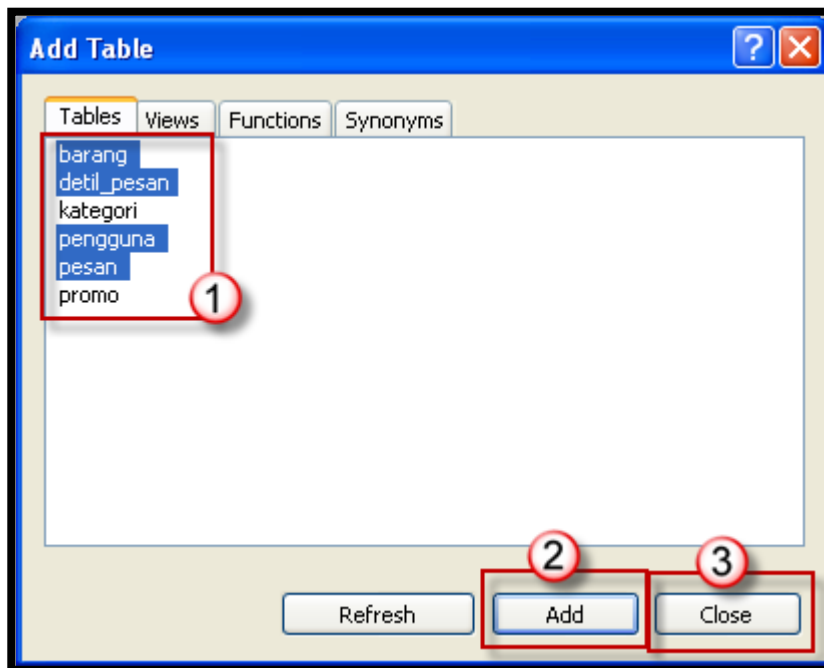 Add Table
Tables Views Functions Synonyms
barang
detil_pesan
kategori
pengguna
pesan
promo
1
2
3
Refresh Add Close